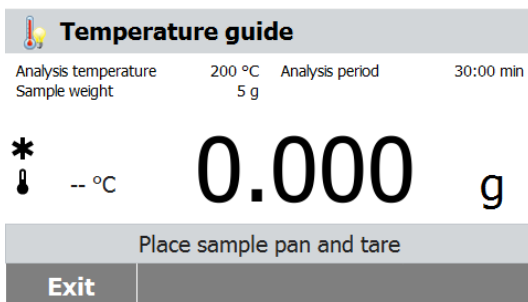 Temperature guide
Analysis temperature 200 °C Analysis period 30:00 min
Sample weight 5 g
-- °C 0.000 g
Place sample pan and tare
Exit